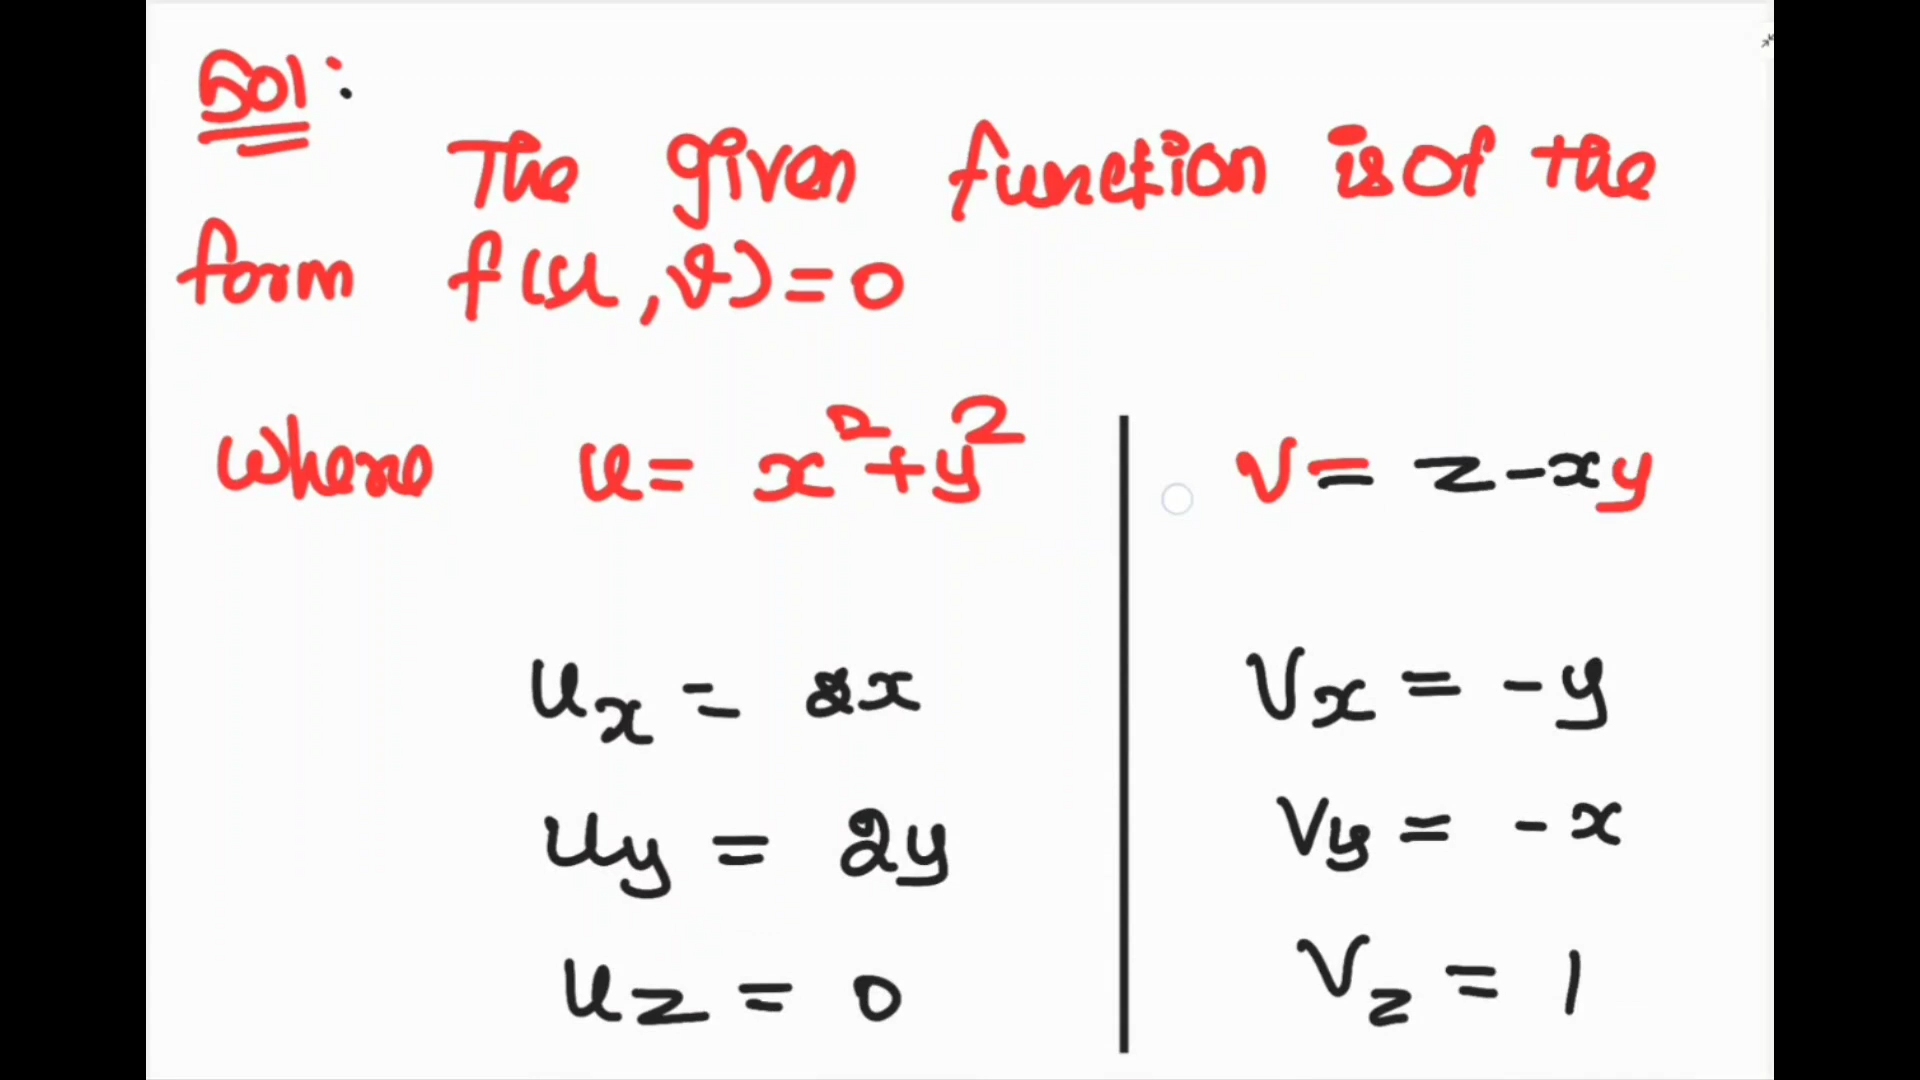 Sol:
The given function is of the
form f(u,v)=0
where u= x²+y² v= z-xy
uₓ = 2x Vₓ = -y
u_y = 2y V_y = -x
u_z = 0 V_z = 1